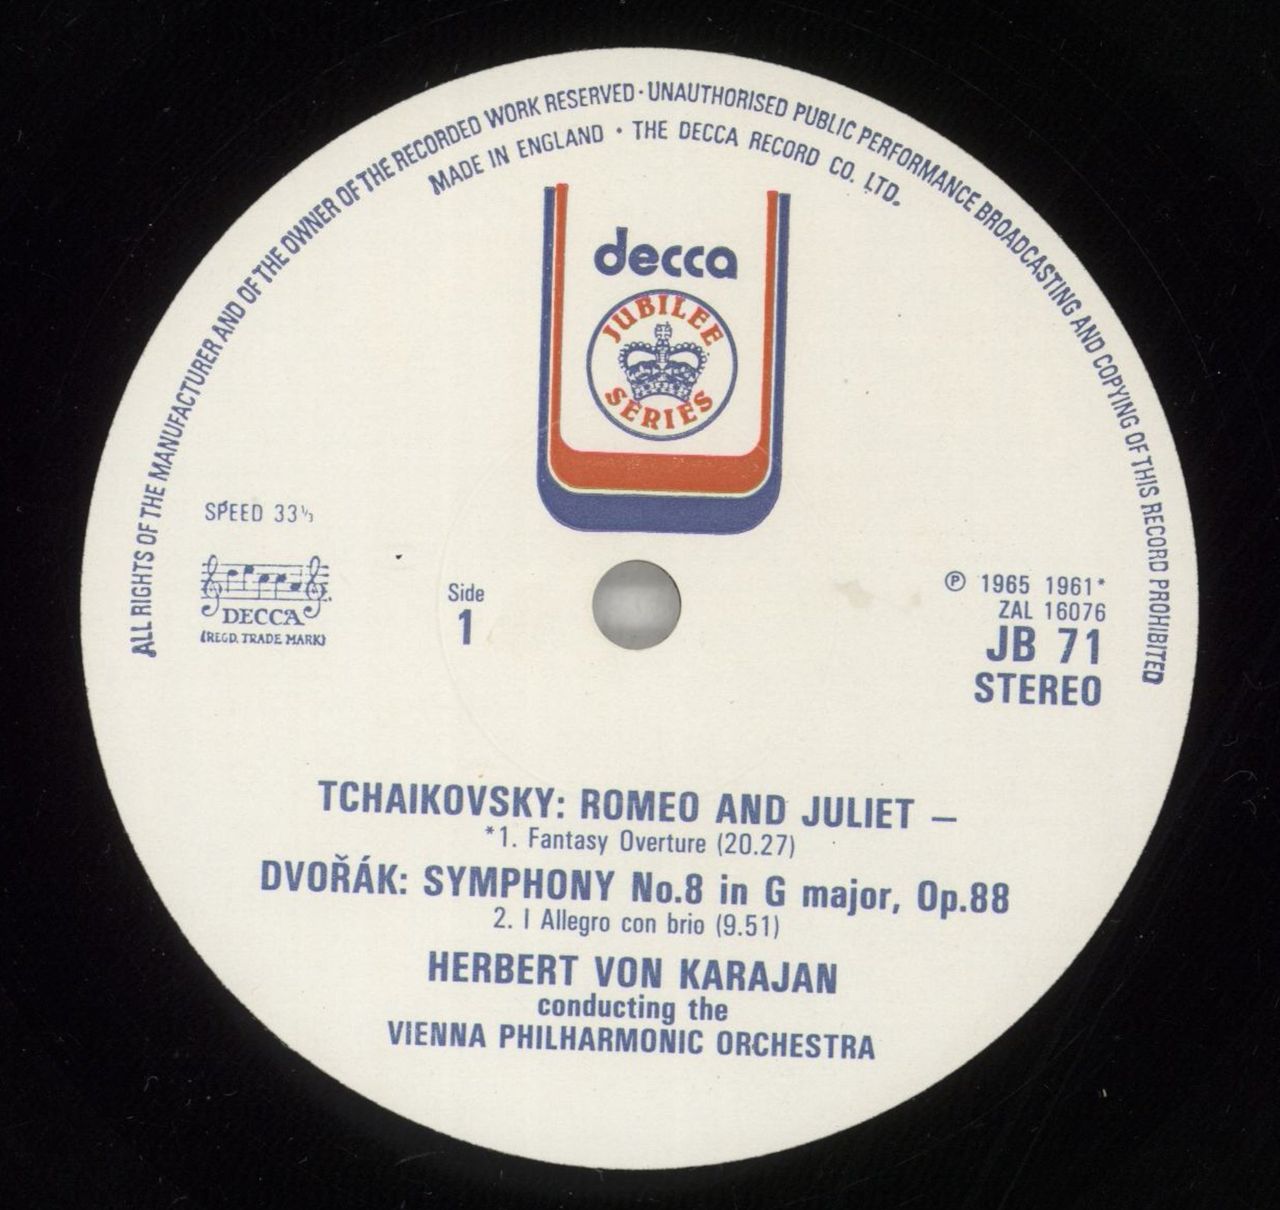 ALL RIGHTS OF THE MANUFACTURER AND OF THE OWNER OF THE RECORDED WORK RESERVED · UNAUTHORISED PUBLIC PERFORMANCE BROADCASTING AND COPYING OF THIS RECORD PROHIBITED
MADE IN ENGLAND · THE DECCA RECORD CO. LTD.
decca
JUBILEE
SERIES
SPEED 33⅓
DECCA
(REGD. TRADE MARK)
Side
1
Ⓟ 1965 1961*
ZAL 16076
JB 71
STEREO
TCHAIKOVSKY: ROMEO AND JULIET –
*1. Fantasy Overture (20.27)
DVOŘÁK: SYMPHONY No.8 in G major, Op.88
2. I Allegro con brio (9.51)
HERBERT VON KARAJAN
conducting the
VIENNA PHILHARMONIC ORCHESTRA